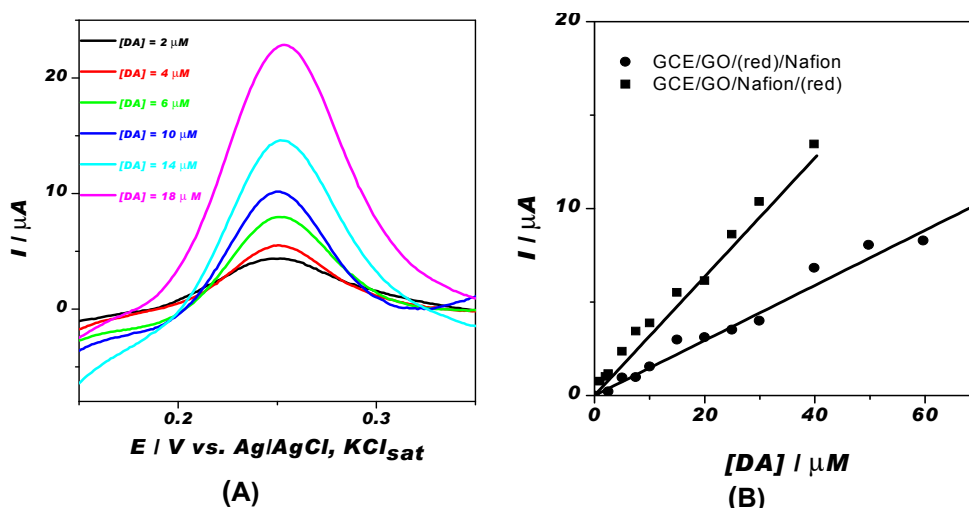 20
10
0
I / μA
[DA] = 2 μM
[DA] = 4 μM
[DA] = 6 μM
[DA] = 10 μM
[DA] = 14 μM
[DA] = 18 μ M
0.2 0.3
E / V vs. Ag/AgCl, KCl_sat
(A)
20
10
0
I / μA
GCE/GO/(red)/Nafion
GCE/GO/Nafion/(red)
0 20 40 60
[DA] / μM
(B)